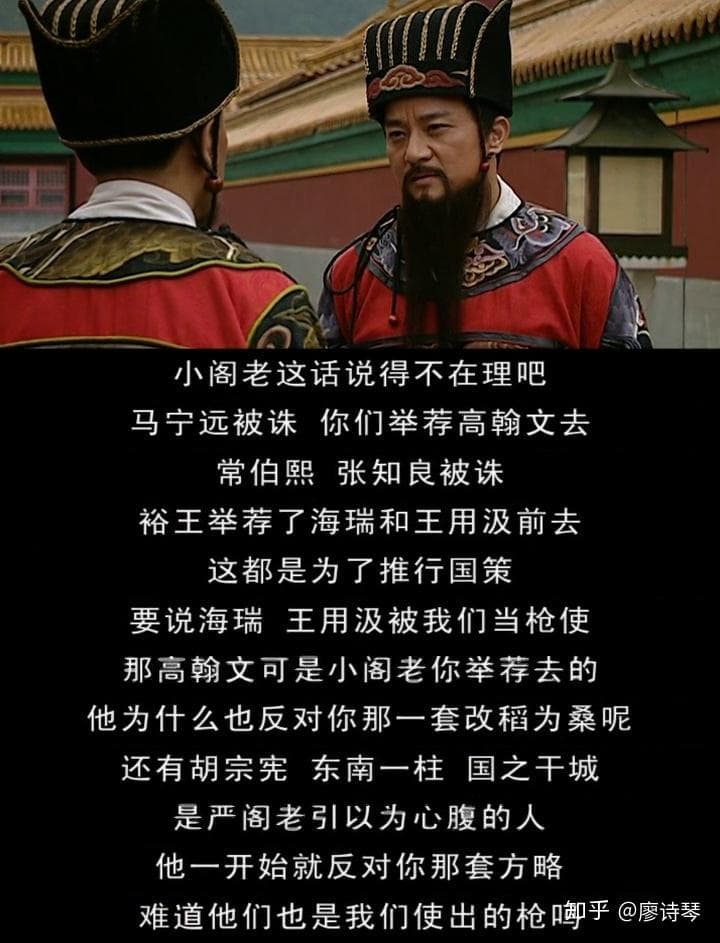 小阁老这话说得不在理吧
马宁远被诛 你们举荐高翰文去
常伯熙 张知良被诛
裕王举荐了海瑞和王用汲前去
这都是为了推行国策
要说海瑞 王用汲被我们当枪使
那高翰文可是小阁老你举荐去的
他为什么也反对你那一套改稻为桑呢
还有胡宗宪 东南一柱 国之干城
是严阁老引以为心腹的人
他一开始就反对你那套方略
难道他们也是我们使出的枪吗
知乎 @廖诗琴